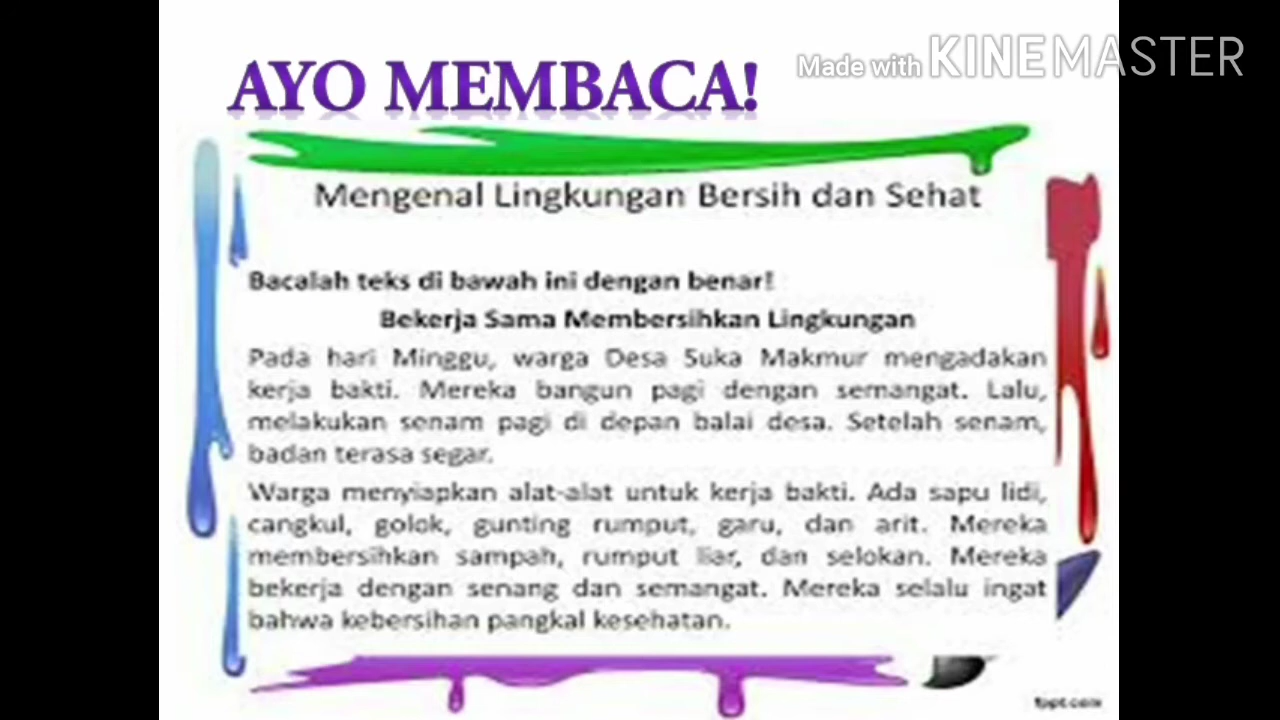 AYO MEMBACA!
Made with KINEMASTER
Mengenal Lingkungan Bersih dan Sehat
Bacalah teks di bawah ini dengan benar!
Bekerja Sama Membersihkan Lingkungan
Pada hari Minggu, warga Desa Suka Makmur mengadakan
kerja bakti. Mereka bangun pagi dengan semangat. Lalu,
melakukan senam pagi di depan balai desa. Setelah senam,
badan terasa segar.
Warga menyiapkan alat-alat untuk kerja bakti. Ada sapu lidi,
cangkul, golok, gunting rumput, garu, dan arit. Mereka
membersihkan sampah, rumput liar, dan selokan. Mereka
bekerja dengan senang dan semangat. Mereka selalu ingat
bahwa kebersihan pangkal kesehatan.
fppt.com